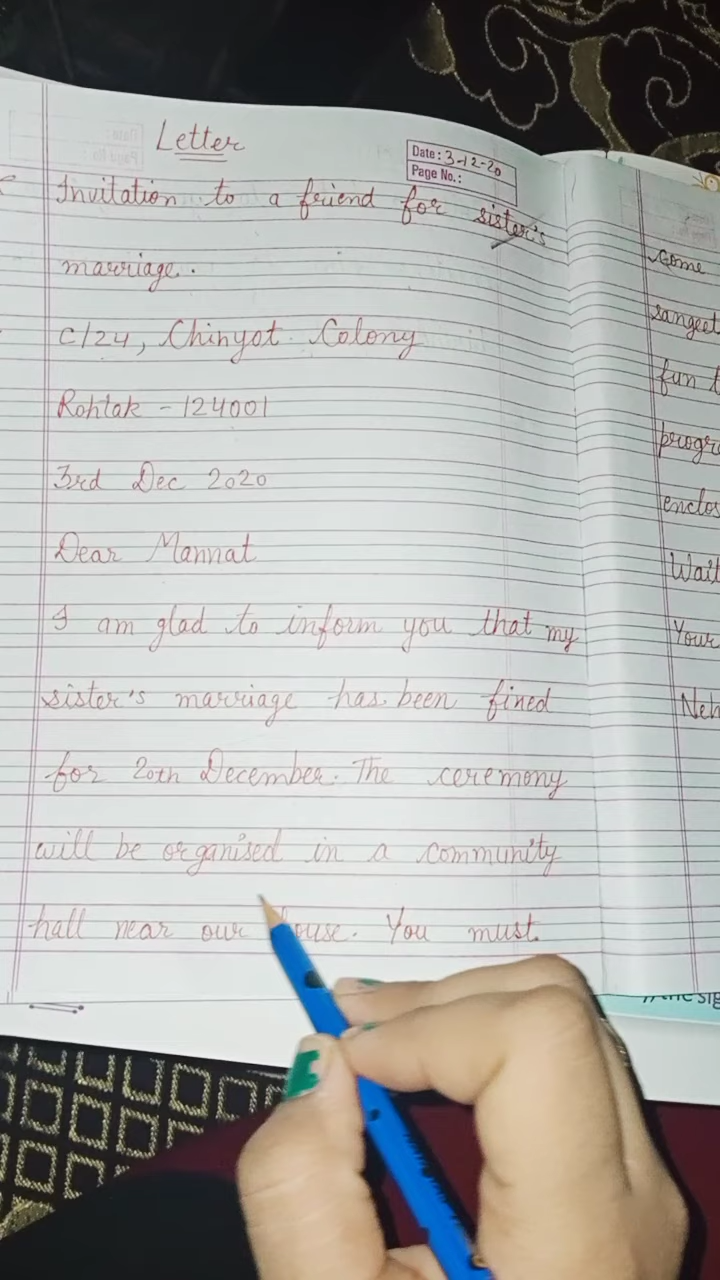 Letter
Date: 3-12-20
Page No.:
Invitation to a friend for sister's
marriage.
C/24, Chinyot Colony
Rohtak - 124001
3rd Dec 2020
Dear Mannat
I am glad to inform you that my
sister's marriage has been fined
for 20th December. The ceremony
will be organised in a community
hall near our house. You must
come
sangeet
fun
progr
enclos
Wait
Your
Neh